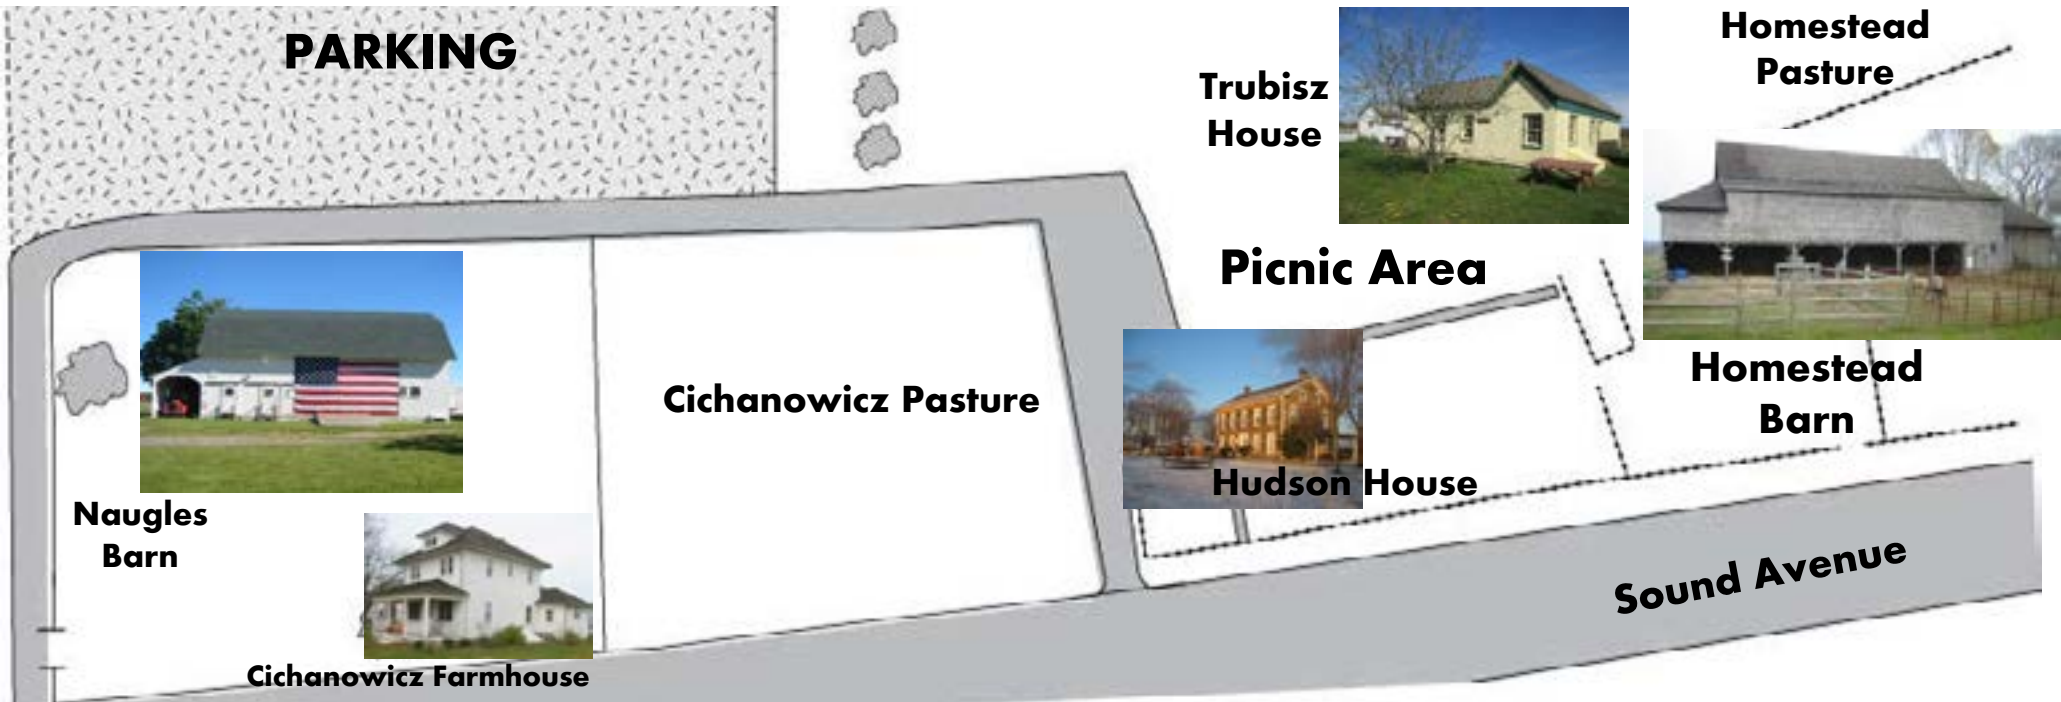 PARKING
Trubisz
House
Homestead
Pasture
Picnic Area
Cichanowicz Pasture
Homestead
Barn
Hudson House
Naugles
Barn
Sound Avenue
Cichanowicz Farmhouse